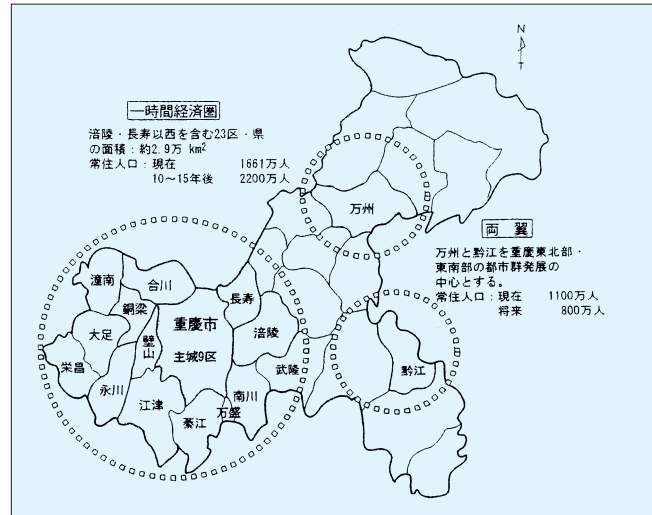 N
一時間経済圏
涪陵・長寿以西を含む23区・県
の面積：約2.9万 km²
常住人口：現在 1661万人
10～15年後 2200万人
万州
両 翼
万州と黔江を重慶東北部・
東南部の都市群発展の
中心とする。
常住人口：現在 1100万人
将来 800万人
潼南
合川
長寿
銅梁
重慶市
主城9区
大足
璧山
涪陵
栄昌
武隆
黔江
永川
江津
南川
万盛
綦江